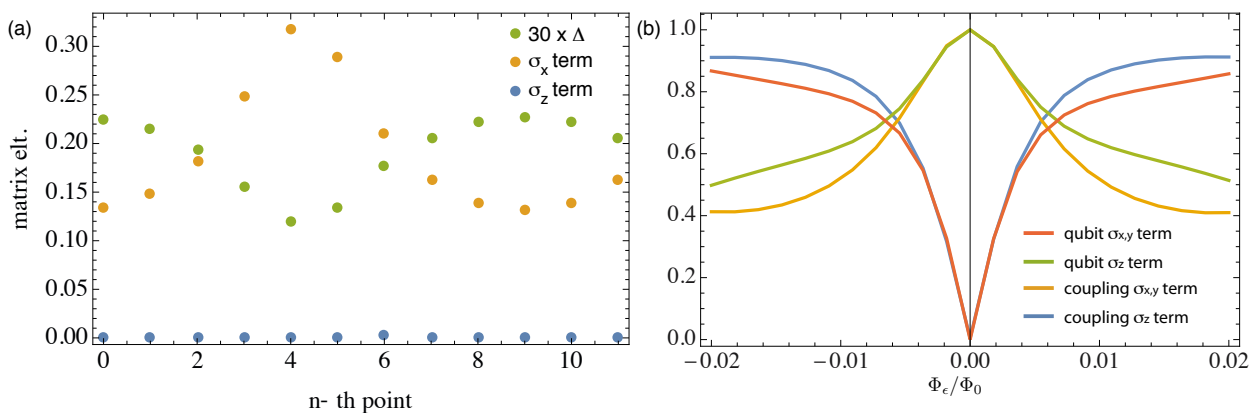 (a)
30 x Δ
σx term
σz term
matrix elt.
0.30
0.25
0.20
0.15
0.10
0.05
0.00
0 2 4 6 8 10
n- th point
(b)
1.0
0.8
0.6
0.4
0.2
0.0
qubit σx,y term
qubit σz term
coupling σx,y term
coupling σz term
−0.02 −0.01 0.00 0.01 0.02
Φϵ/Φ0